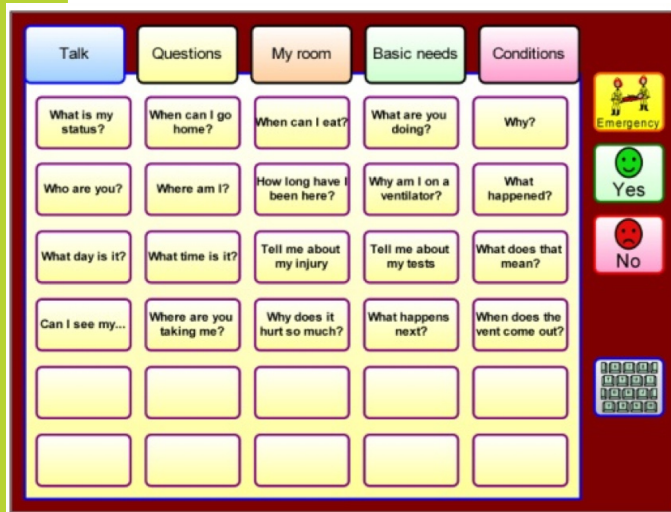 Talk
Questions
My room
Basic needs
Conditions
What is my
status?
When can I go
home?
When can I eat?
What are you
doing?
Why?
Who are you?
Where am I?
How long have I
been here?
Why am I on a
ventilator?
What
happened?
What day is it?
What time is it?
Tell me about
my injury
Tell me about
my tests
What does that
mean?
Can I see my...
Where are you
taking me?
Why does it
hurt so much?
What happens
next?
When does the
vent come out?
Emergency
Yes
No